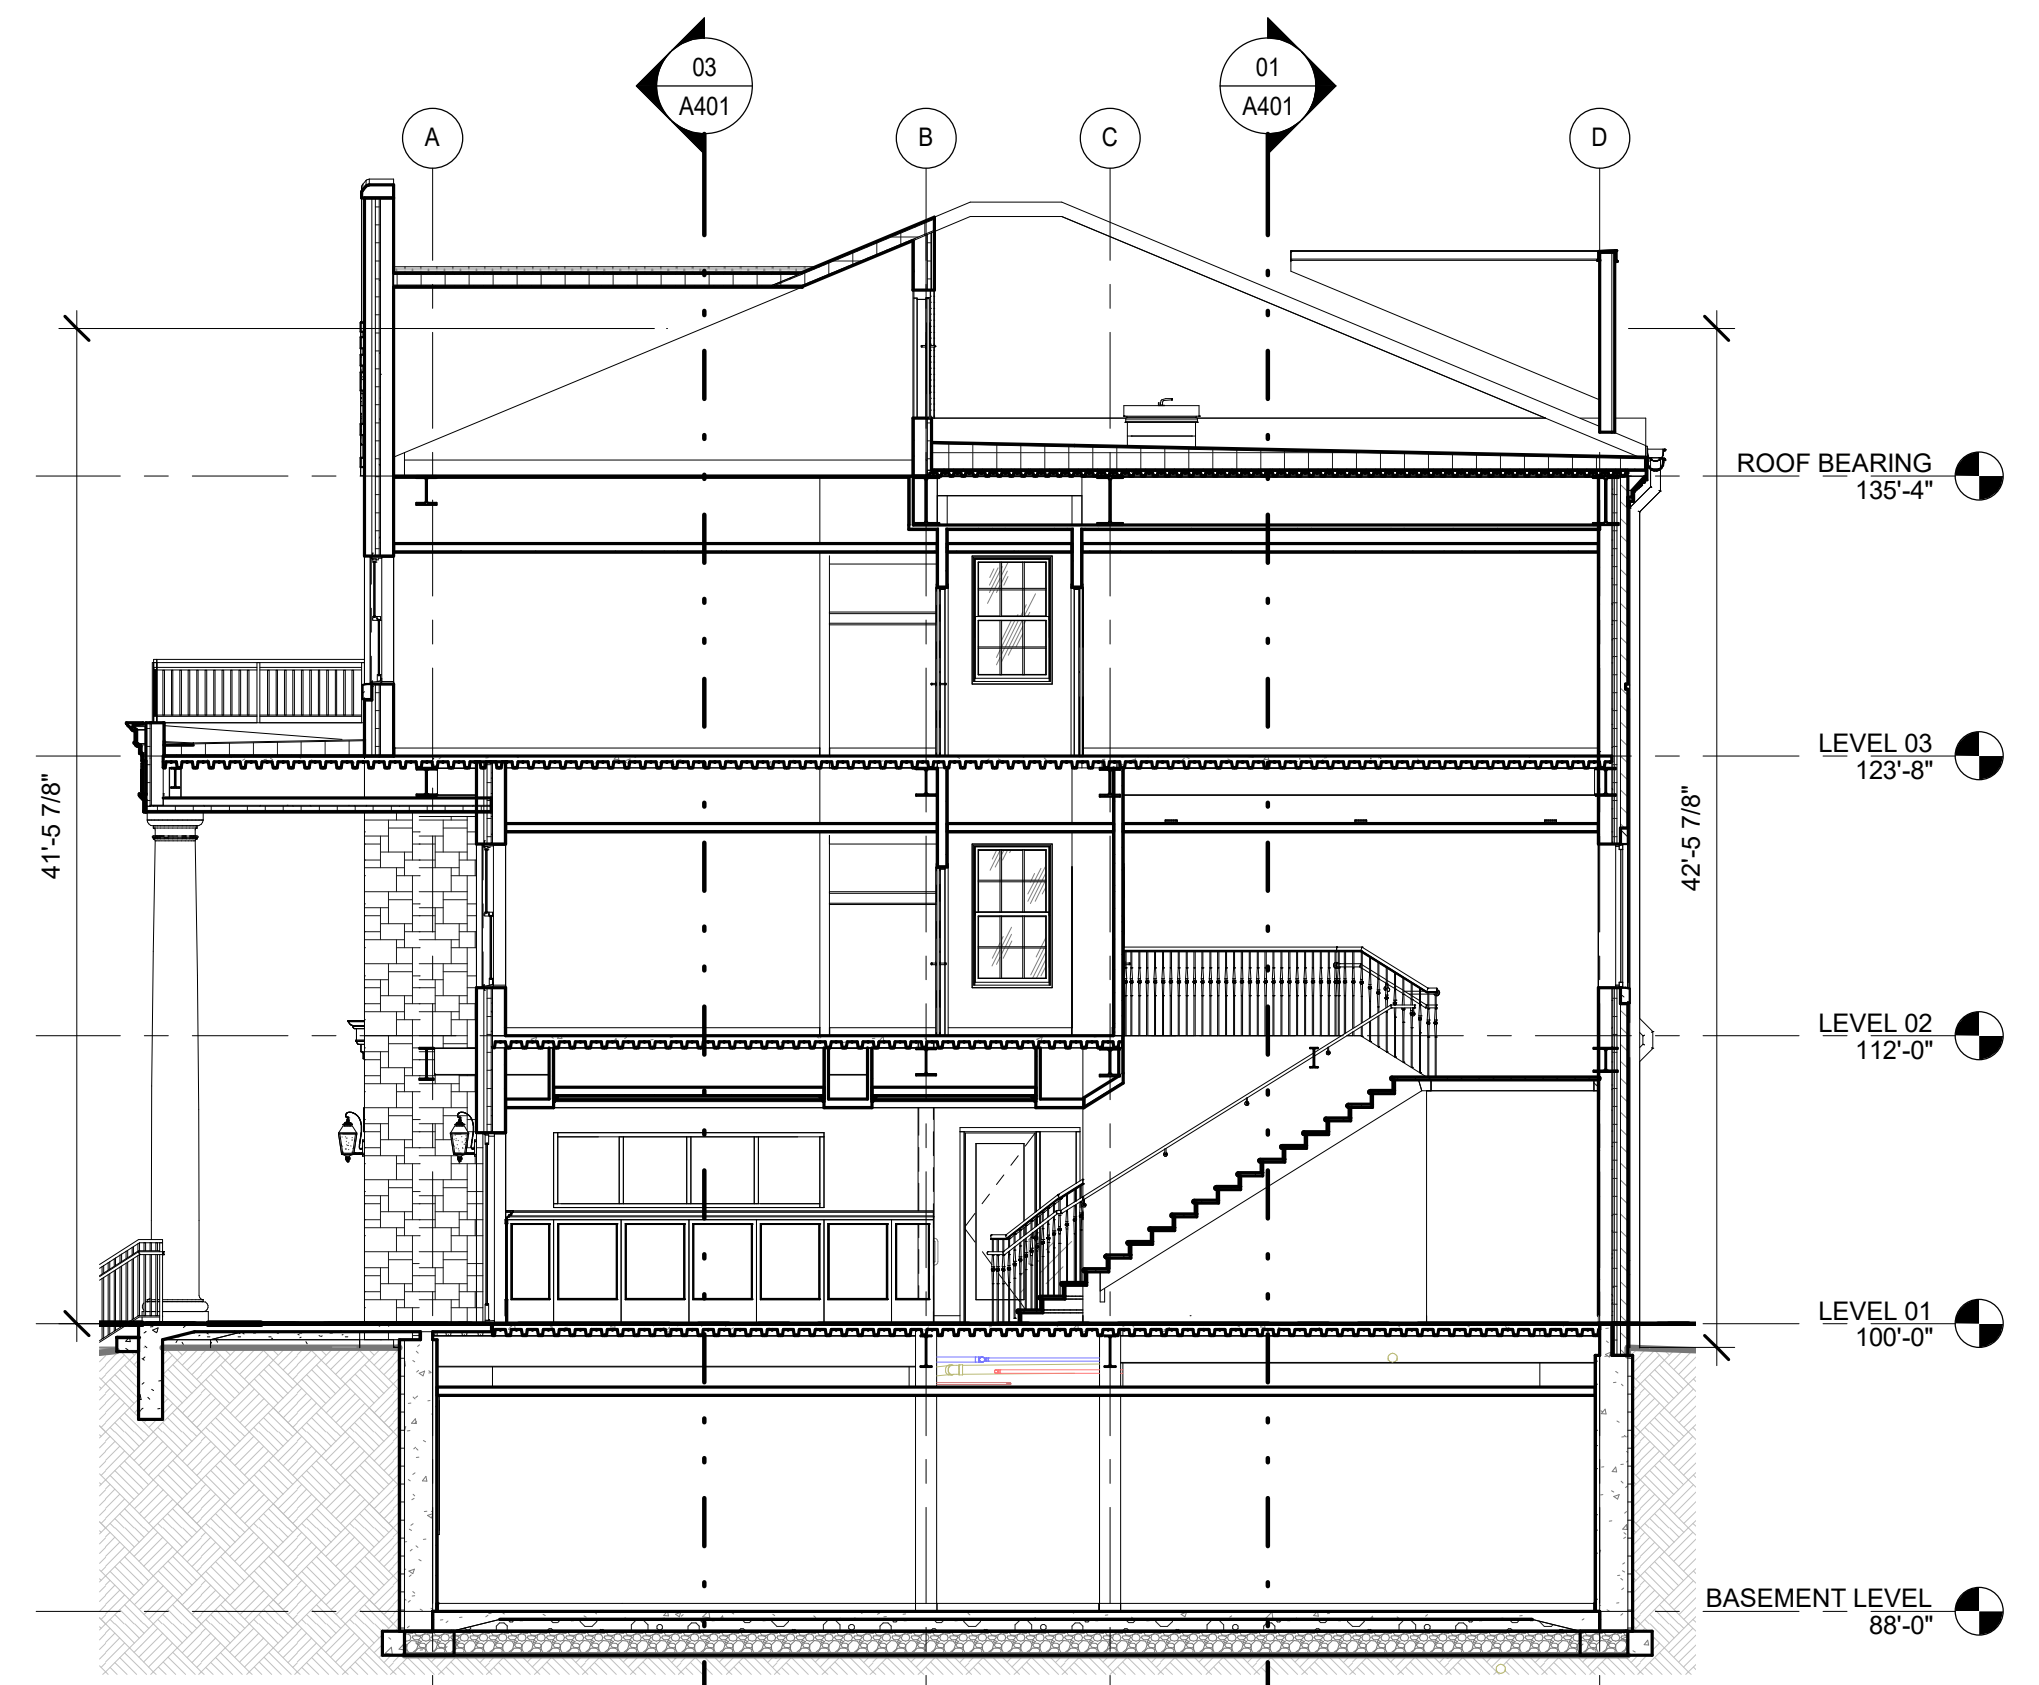 03
A401
01
A401
A
B
C
D
ROOF BEARING
135'-4"
LEVEL 03
123'-8"
41'-5 7/8"
42'-5 7/8"
LEVEL 02
112'-0"
LEVEL 01
100'-0"
BASEMENT LEVEL
88'-0"